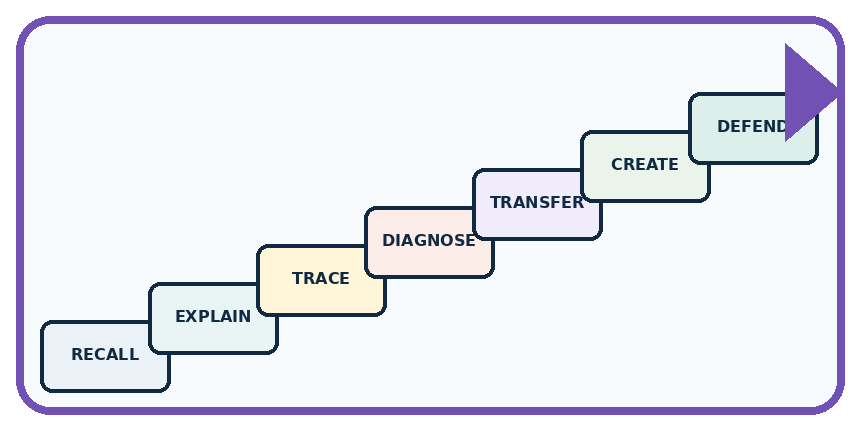 RECALL
EXPLAIN
TRACE
DIAGNOSE
TRANSFER
CREATE
DEFEND